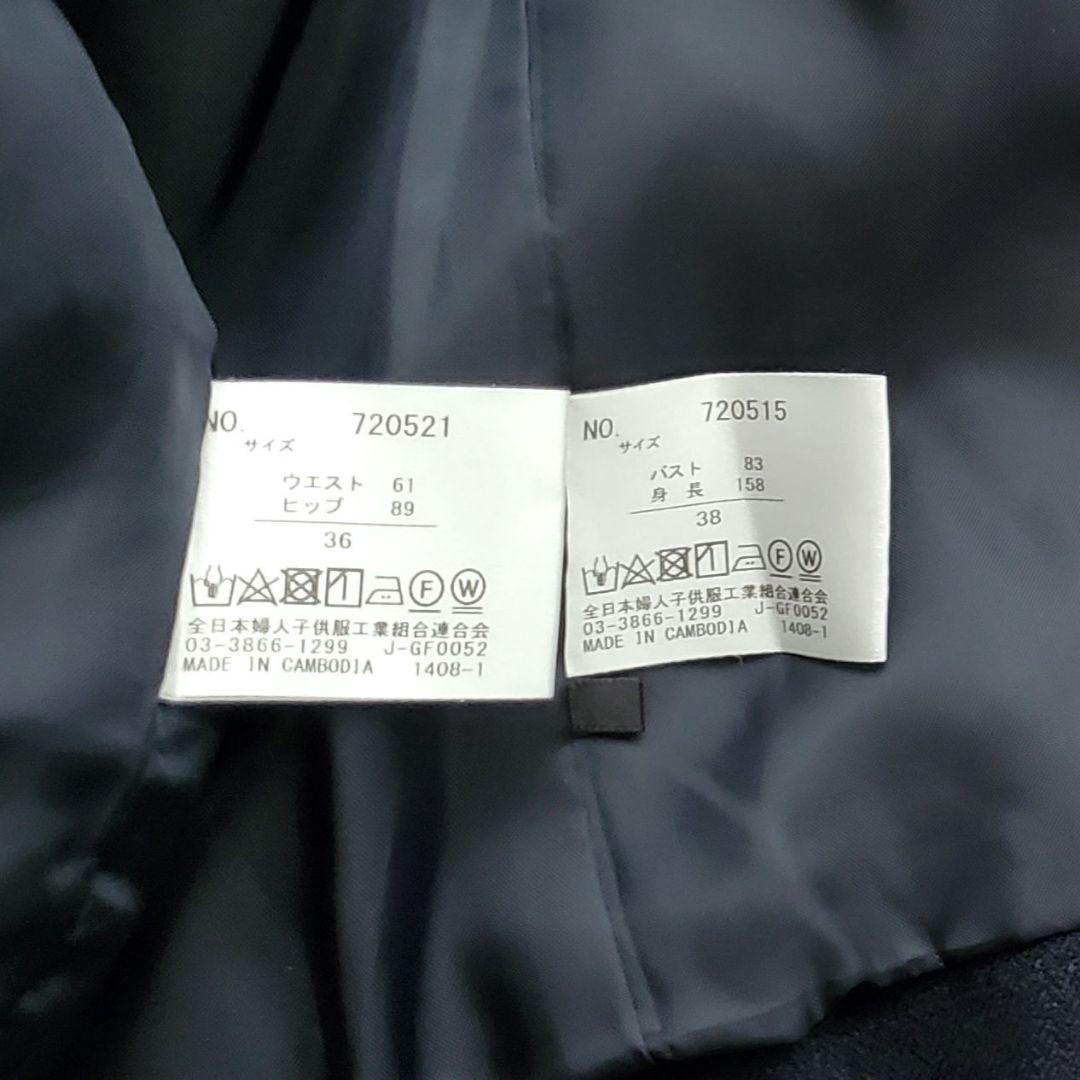 NO. 720521
サイズ
ウエスト 61
ヒップ 89
36
F W
全日本婦人子供服工業組合連合会
03-3866-1299 J-GF0052
MADE IN CAMBODIA 1408-1
NO. 720515
サイズ
バスト 83
身長 158
38
F W
全日本婦人子供服工業組合連合会
03-3866-1299 J-GF0052
MADE IN CAMBODIA 1408-1